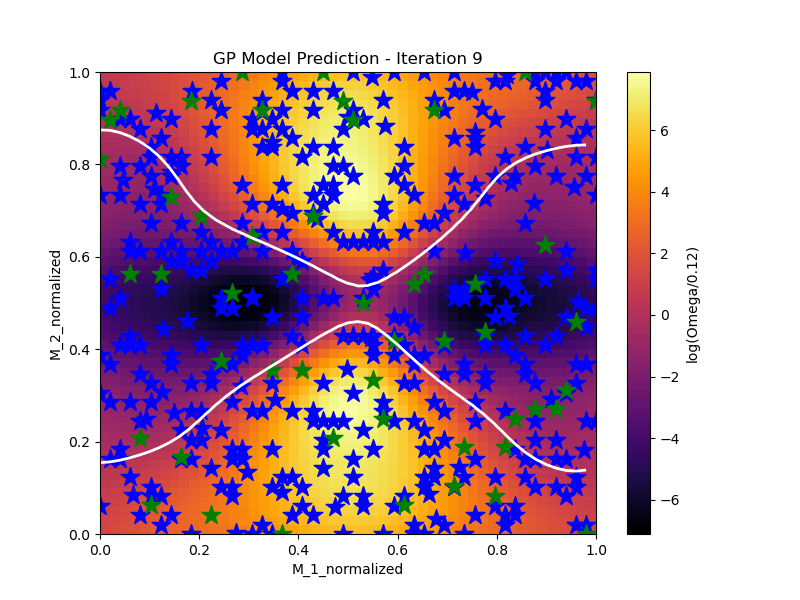 GP Model Prediction - Iteration 9
1.0
0.8
0.6
0.4
0.2
0.0
M_2_normalized
0.0 0.2 0.4 0.6 0.8 1.0
M_1_normalized
6
4
2
0
−2
−4
−6
log(Omega/0.12)